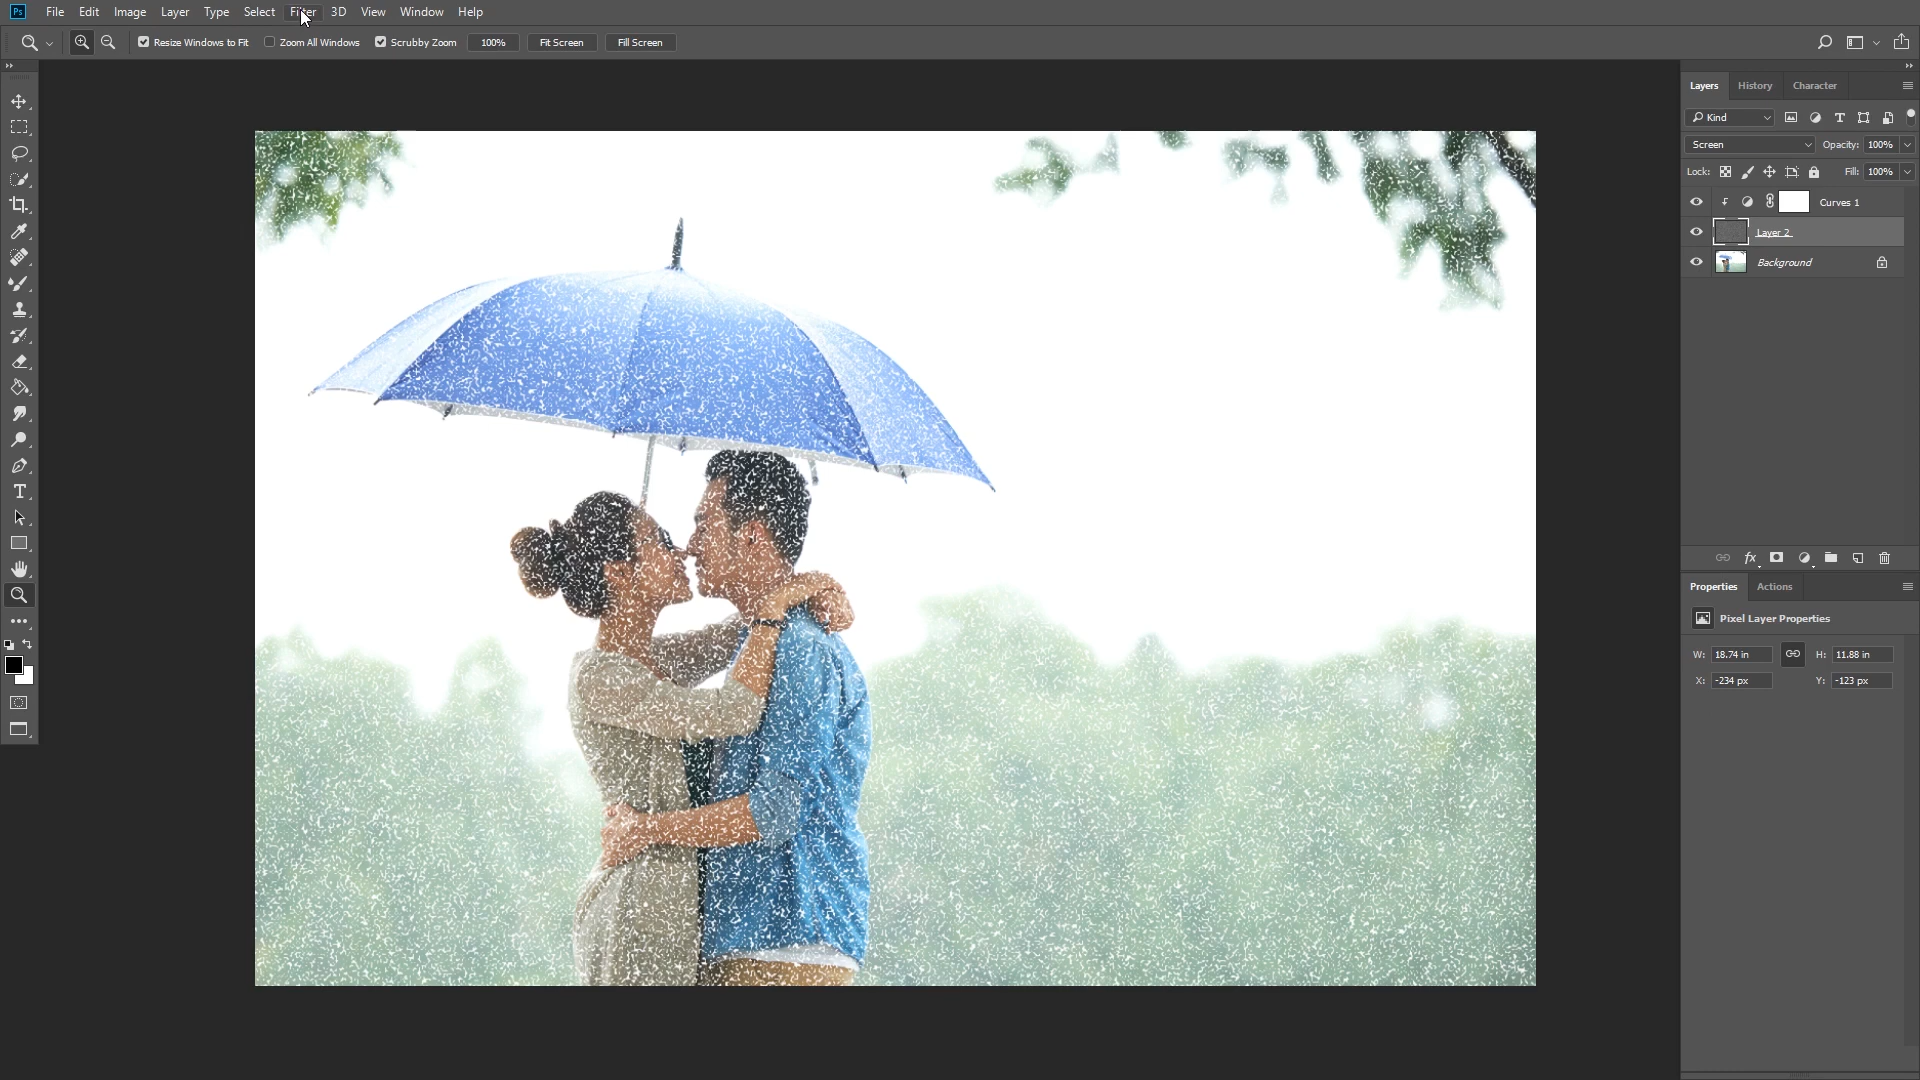 Ps File Edit Image Layer Type Select Filter 3D View Window Help
Resize Windows to Fit Zoom All Windows Scrubby Zoom 100% Fit Screen Fill Screen
Layers History Character
Kind
Screen Opacity: 100%
Lock: Fill: 100%
Curves 1
Layer 2
Background
fx
Properties Actions
Pixel Layer Properties
W: 18.74 in H: 11.88 in
X: -234 px Y: -123 px